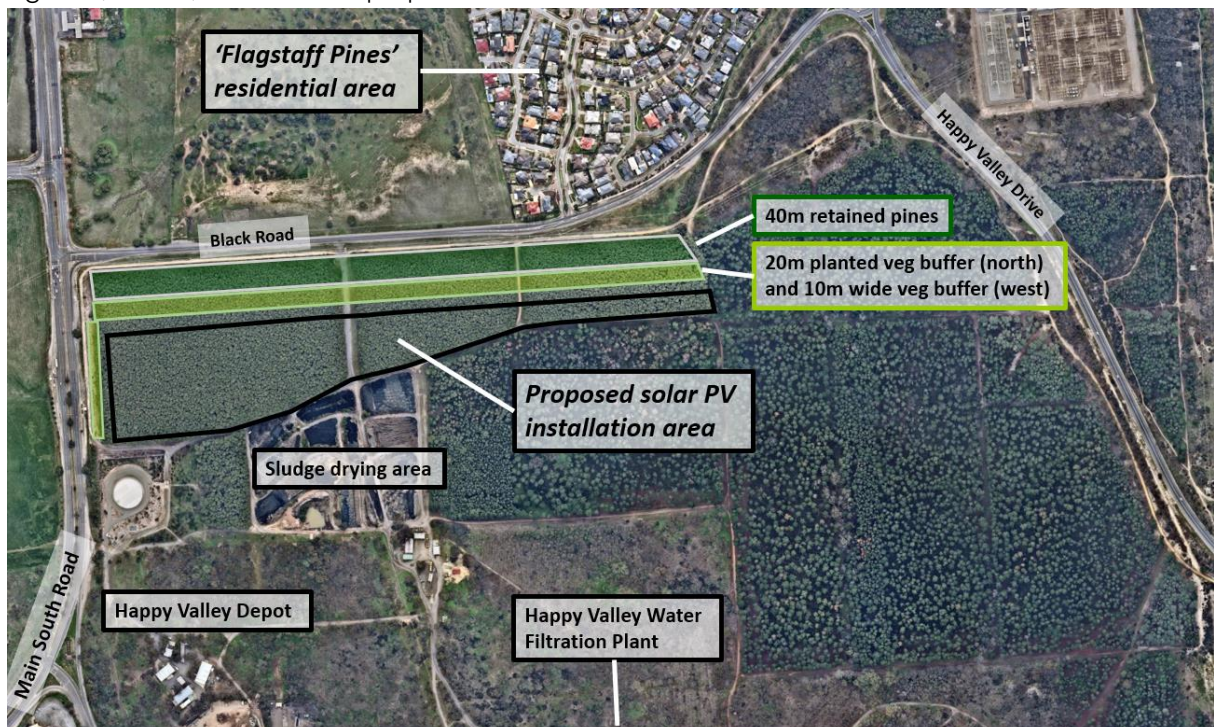 ‘Flagstaff Pines’
residential area
Happy Valley Drive
40m retained pines
Black Road
20m planted veg buffer (north)
and 10m wide veg buffer (west)
Proposed solar PV
installation area
Sludge drying area
Main South Road
Happy Valley Depot
Happy Valley Water
Filtration Plant